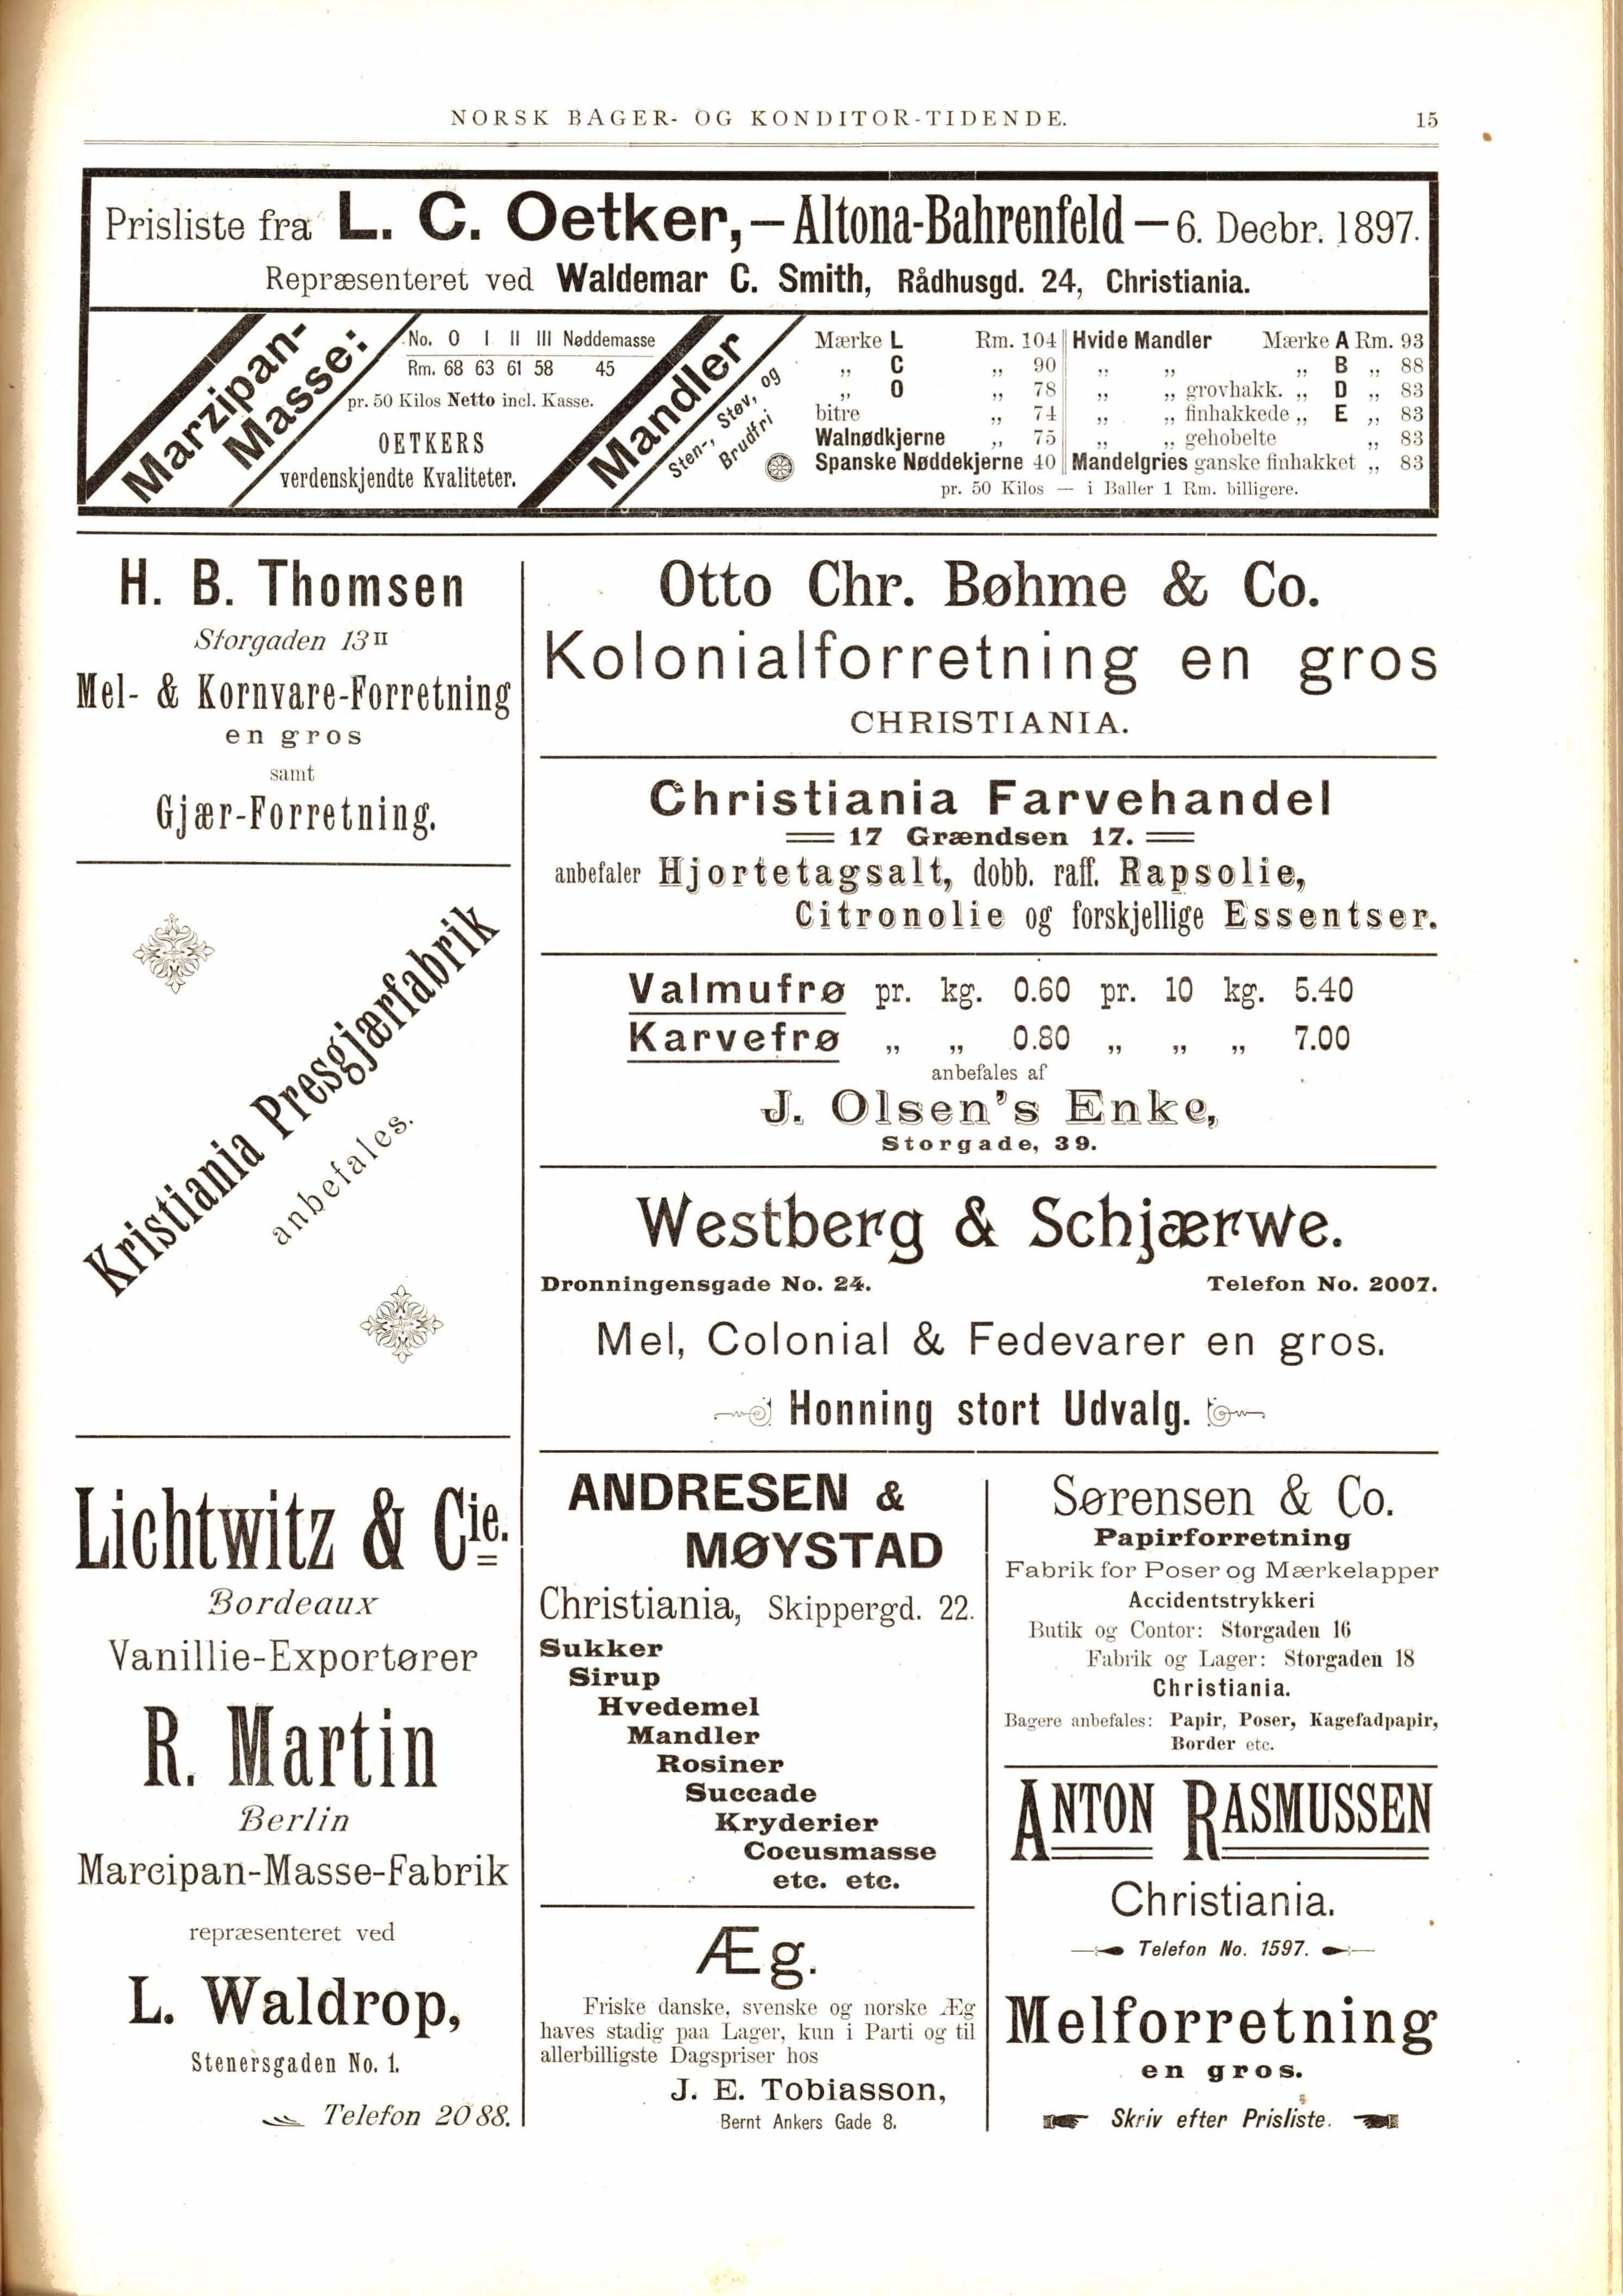 NORSK BAGER- OG KONDITOR-TIDENDE. 15
Prisliste fra L. C. Oetker, — Altona-Bahrenfeld — 6. Decbr. 1897.
Repræsenteret ved Waldemar C. Smith, Rådhusgd. 24, Christiania.
Marzipan-
Masse:
No. 0 I II III Nøddemasse
Rm. 68 63 61 58 45
pr. 50 Kilos Netto incl. Kasse.
OETKERS
verdenskjendte Kvaliteter.
Mandler
Sten-, Støv, og
Brudfri
Mærke L Rm. 104
„ C „ 90
„ O „ 78
bitre „ 74
Walnødkjerne „ 75
Spanske Nøddekjerne 40
Hvide Mandler Mærke A Rm. 93
„ „ „ B „ 88
„ „ grovhakk. „ D „ 83
„ „ finhakkede „ E „ 83
„ „ gehobelte „ 83
Mandelgries ganske finhakket „ 83
pr. 50 Kilos — i Baller 1 Rm. billigere.
H. B. Thomsen
Storgaden 13 II
Mel- & Kornvare-Forretning
en gros
samt
Gjær-Forretning.
Kristiania Presgjærfabrik
anbefales.
Lichtwitz & Cie.
Bordeaux
Vanillie-Exportører
R. Martin
Berlin
Marcipan-Masse-Fabrik
repræsenteret ved
L. Waldrop,
Stenersgaden No. 1.
Telefon 2088.
Otto Chr. Bøhme & Co.
Kolonialforretning en gros
CHRISTIANIA.
Christiania Farvehandel
17 Grændsen 17.
anbefaler Hjortetagsalt, dobb. raff. Rapsolie,
Citronolie og forskjellige Essentser.
Valmufrø pr. kg. 0.60 pr. 10 kg. 5.40
Karvefrø „ „ 0.80 „ „ „ 7.00
anbefales af
J. Olsen's Enke,
Storgade, 39.
Westberg & Schjærwe.
Dronningensgade No. 24. Telefon No. 2007.
Mel, Colonial & Fedevarer en gros.
Honning stort Udvalg.
ANDRESEN &
MØYSTAD
Christiania, Skippergd. 22.
Sukker
Sirup
Hvedemel
Mandler
Rosiner
Succade
Kryderier
Cocusmasse
etc. etc.
Æg.
Friske danske, svenske og norske Æg
haves stadig paa Lager, kun i Parti og til
allerbilligste Dagspriser hos
J. E. Tobiasson,
Bernt Ankers Gade 8.
Sørensen & Co.
Papirforretning
Fabrik for Poser og Mærkelapper
Accidentstrykkeri
Butik og Contor: Storgaden 16
Fabrik og Lager: Storgaden 18
Christiania.
Bagere anbefales: Papir, Poser, Kagefadpapir,
Border etc.
ANTON RASMUSSEN
Christiania.
Telefon No. 1597.
Melforretning
en gros.
Skriv efter Prisliste.